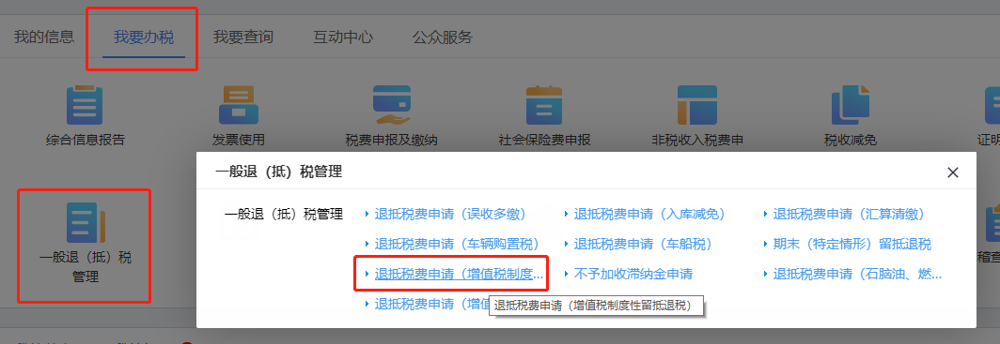 我的信息 我要办税 我要查询 互动中心 公众服务
综合信息报告 发票使用 税费申报及缴纳 社会保险费申报 非税收入税费申 税收减免 证明
一般退（抵）税管理
一般退（抵）税管理 退抵税费申请（误收多缴） 退抵税费申请（入库减免） 退抵税费申请（汇算清缴）
退抵税费申请（车辆购置税） 退抵税费申请（车船税） 期末（特定情形）留抵退税
一般退（抵）税
管理
稽查
退抵税费申请（增值税制度... 不予加收滞纳金申请 退抵税费申请（石脑油、燃...
退抵税费申请（增值
退抵税费申请（增值税制度性留抵退税）